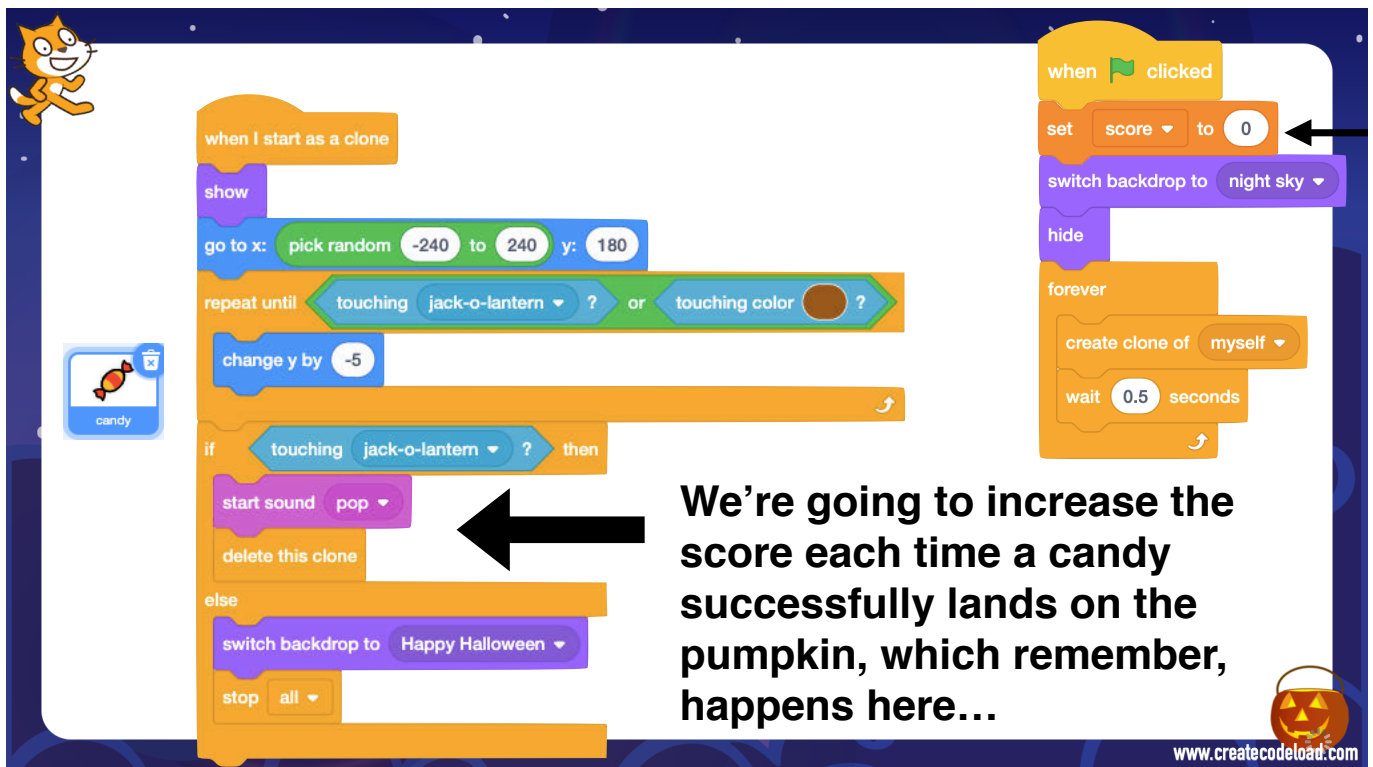 when I start as a clone
show
go to x: pick random -240 to 240 y: 180
repeat until touching jack-o-lantern ? or touching color ?
change y by -5
if touching jack-o-lantern ? then
start sound pop
delete this clone
else
switch backdrop to Happy Halloween
stop all
candy
when clicked
set score to 0
switch backdrop to night sky
hide
forever
create clone of myself
wait 0.5 seconds
We’re going to increase the
score each time a candy
successfully lands on the
pumpkin, which remember,
happens here…
www.createcodeload.com